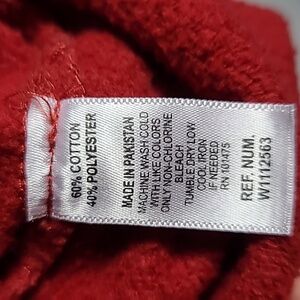 60% COTTON
40% POLYESTER
MADE IN PAKISTAN
MACHINE WASH COLD
WITH LIKE COLORS
ONLY NON-CHLORINE
BLEACH
TUMBLE DRY LOW
COOL IRON
IF NEEDED
RN 101475
REF. NUM.
W1112563